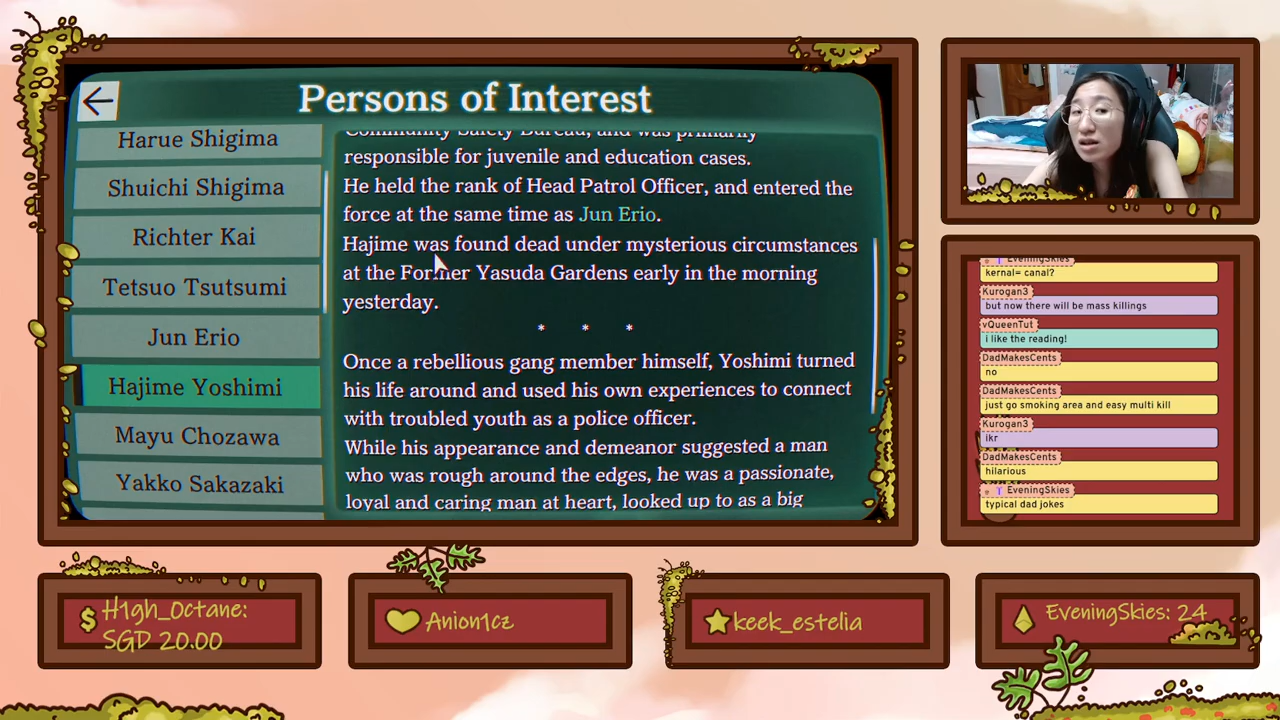 Persons of Interest
Harue Shigima
Shuichi Shigima
Richter Kai
Tetsuo Tsutsumi
Jun Erio
Hajime Yoshimi
Mayu Chozawa
Yakko Sakazaki
Community Safety Bureau, and was primarily
responsible for juvenile and education cases.
He held the rank of Head Patrol Officer, and entered the
force at the same time as Jun Erio.
Hajime was found dead under mysterious circumstances
at the Former Yasuda Gardens early in the morning
yesterday.
* * *
Once a rebellious gang member himself, Yoshimi turned
his life around and used his own experiences to connect
with troubled youth as a police officer.
While his appearance and demeanor suggested a man
who was rough around the edges, he was a passionate,
loyal and caring man at heart, looked up to as a big
EveningSkies
kernal= canal?
Kurogan3
but now there will be mass killings
vQueenTut
i like the reading!
DadMakesCents
no
DadMakesCents
just go smoking area and easy multi kill
Kurogan3
ikr
DadMakesCents
hilarious
EveningSkies
typical dad jokes
$ H1gh_Octane:
SGD 20.00
Anion1cz
keek_estelia
EveningSkies: 24